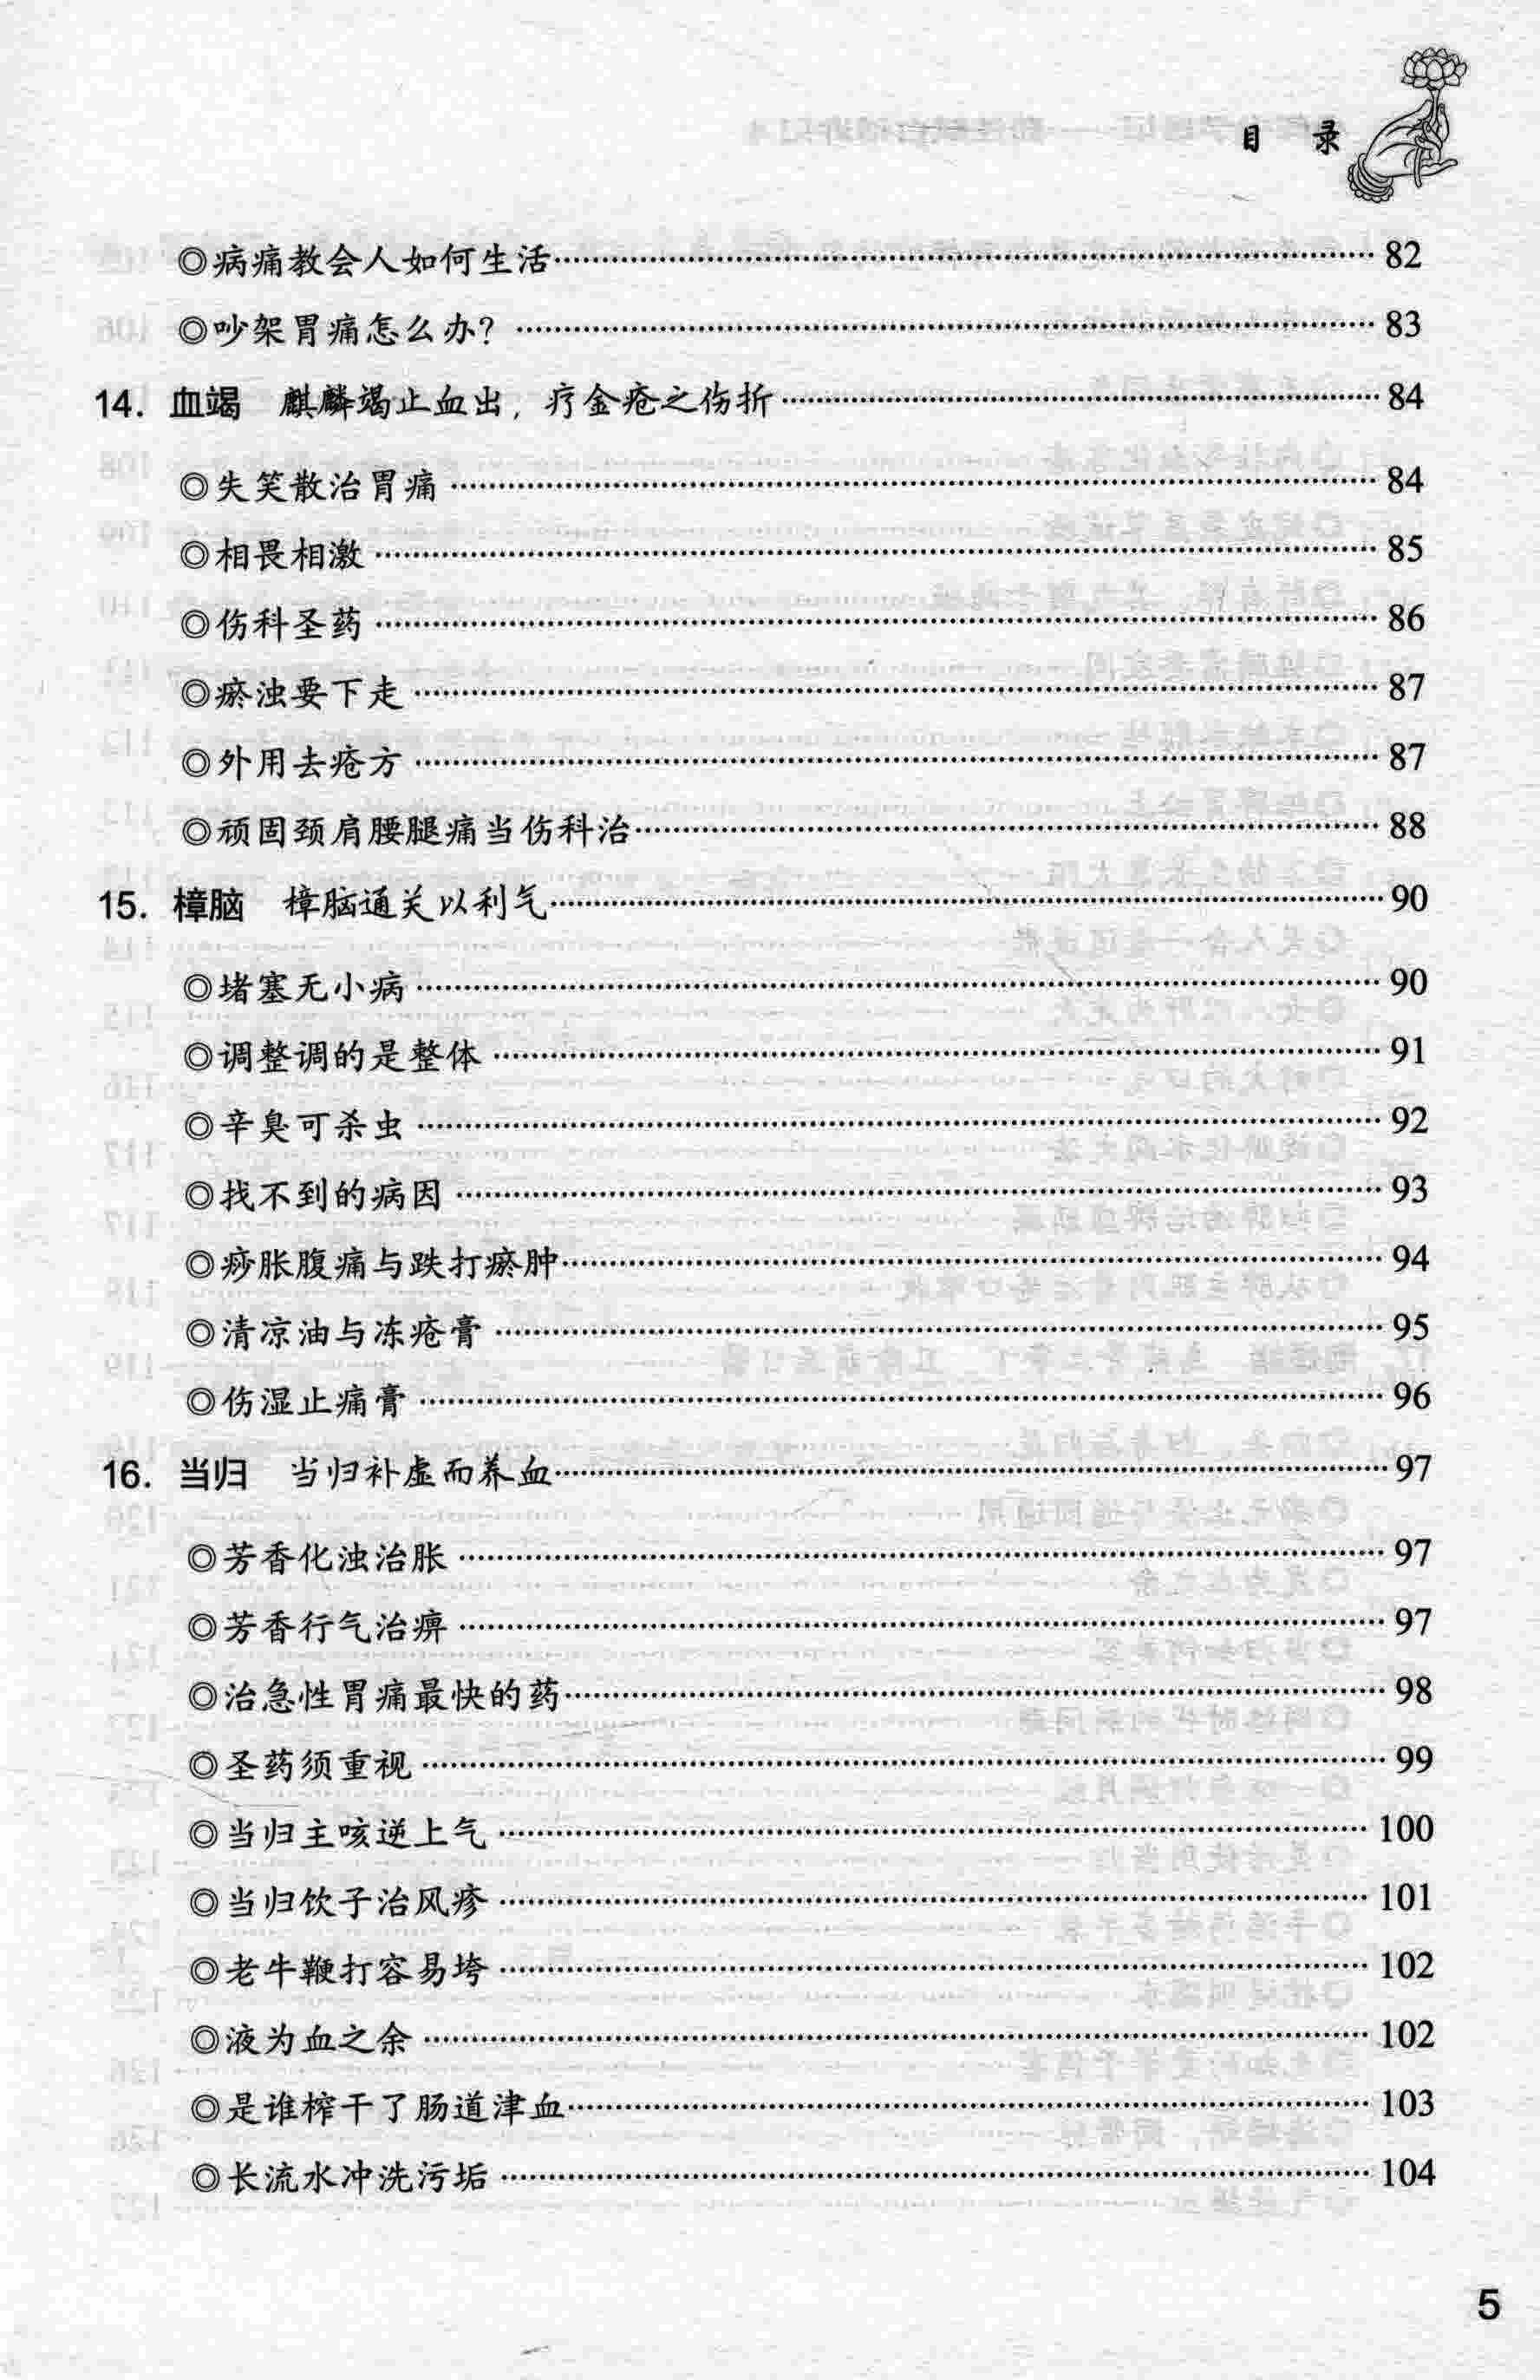 目 录
◎病痛教会人如何生活……82
◎吵架胃痛怎么办?……83
14. 血竭 麒麟竭止血出，疗金疮之伤折……84
◎失笑散治胃痛……84
◎相畏相激……85
◎伤科圣药……86
◎瘀浊要下走……87
◎外用去疮方……87
◎顽固颈肩腰腿痛当伤科治……88
15. 樟脑 樟脑通关以利气……90
◎堵塞无小病……90
◎调整调的是整体……91
◎辛臭可杀虫……92
◎找不到的病因……93
◎痧胀腹痛与跌打瘀肿……94
◎清凉油与冻疮膏……95
◎伤湿止痛膏……96
16. 当归 当归补虚而养血……97
◎芳香化浊治胀……97
◎芳香行气治痹……97
◎治急性胃痛最快的药……98
◎圣药须重视……99
◎当归主咳逆上气……100
◎当归饮子治风疹……101
◎老牛鞭打容易垮……102
◎液为血之余……102
◎是谁榨干了肠道津血……103
◎长流水冲洗污垢……104
5